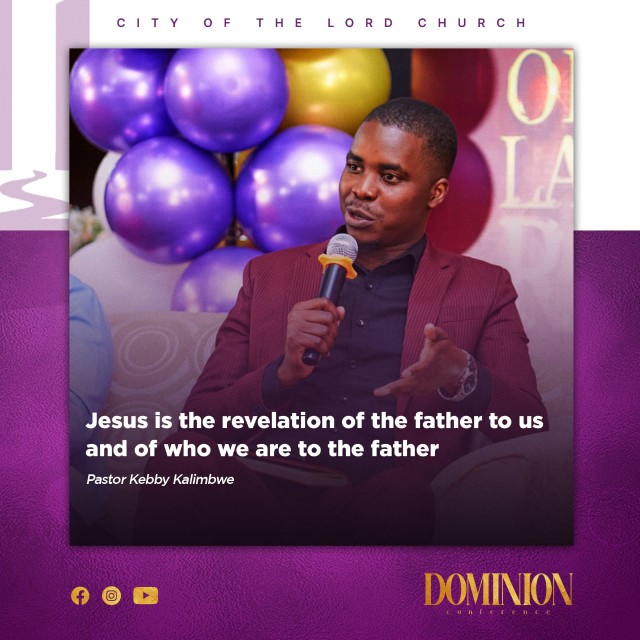 CITY OF THE LORD CHURCH
Jesus is the revelation of the father to us
and of who we are to the father
Pastor Kebby Kalimbwe
DOMINION
conference